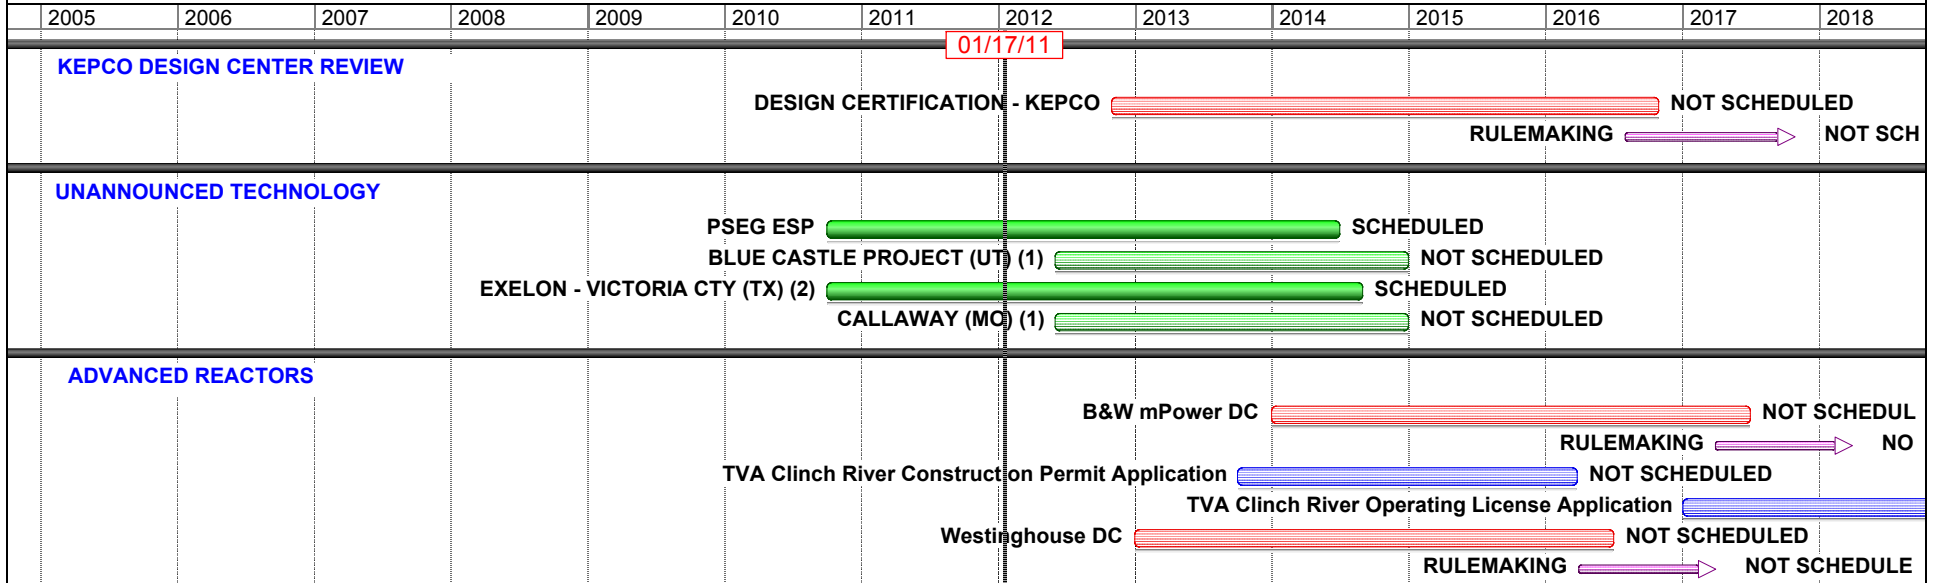 2005 2006 2007 2008 2009 2010 2011 2012 2013 2014 2015 2016 2017 2018
01/17/11
KEPCO DESIGN CENTER REVIEW
DESIGN CERTIFICATION - KEPCO NOT SCHEDULED
RULEMAKING NOT SCH
UNANNOUNCED TECHNOLOGY
PSEG ESP SCHEDULED
BLUE CASTLE PROJECT (UT) (1) NOT SCHEDULED
EXELON - VICTORIA CTY (TX) (2) SCHEDULED
CALLAWAY (MO) (1) NOT SCHEDULED
ADVANCED REACTORS
B&W mPower DC NOT SCHEDUL
RULEMAKING NO
TVA Clinch River Construction Permit Application NOT SCHEDULED
TVA Clinch River Operating License Application
Westinghouse DC NOT SCHEDULED
RULEMAKING NOT SCHEDULE